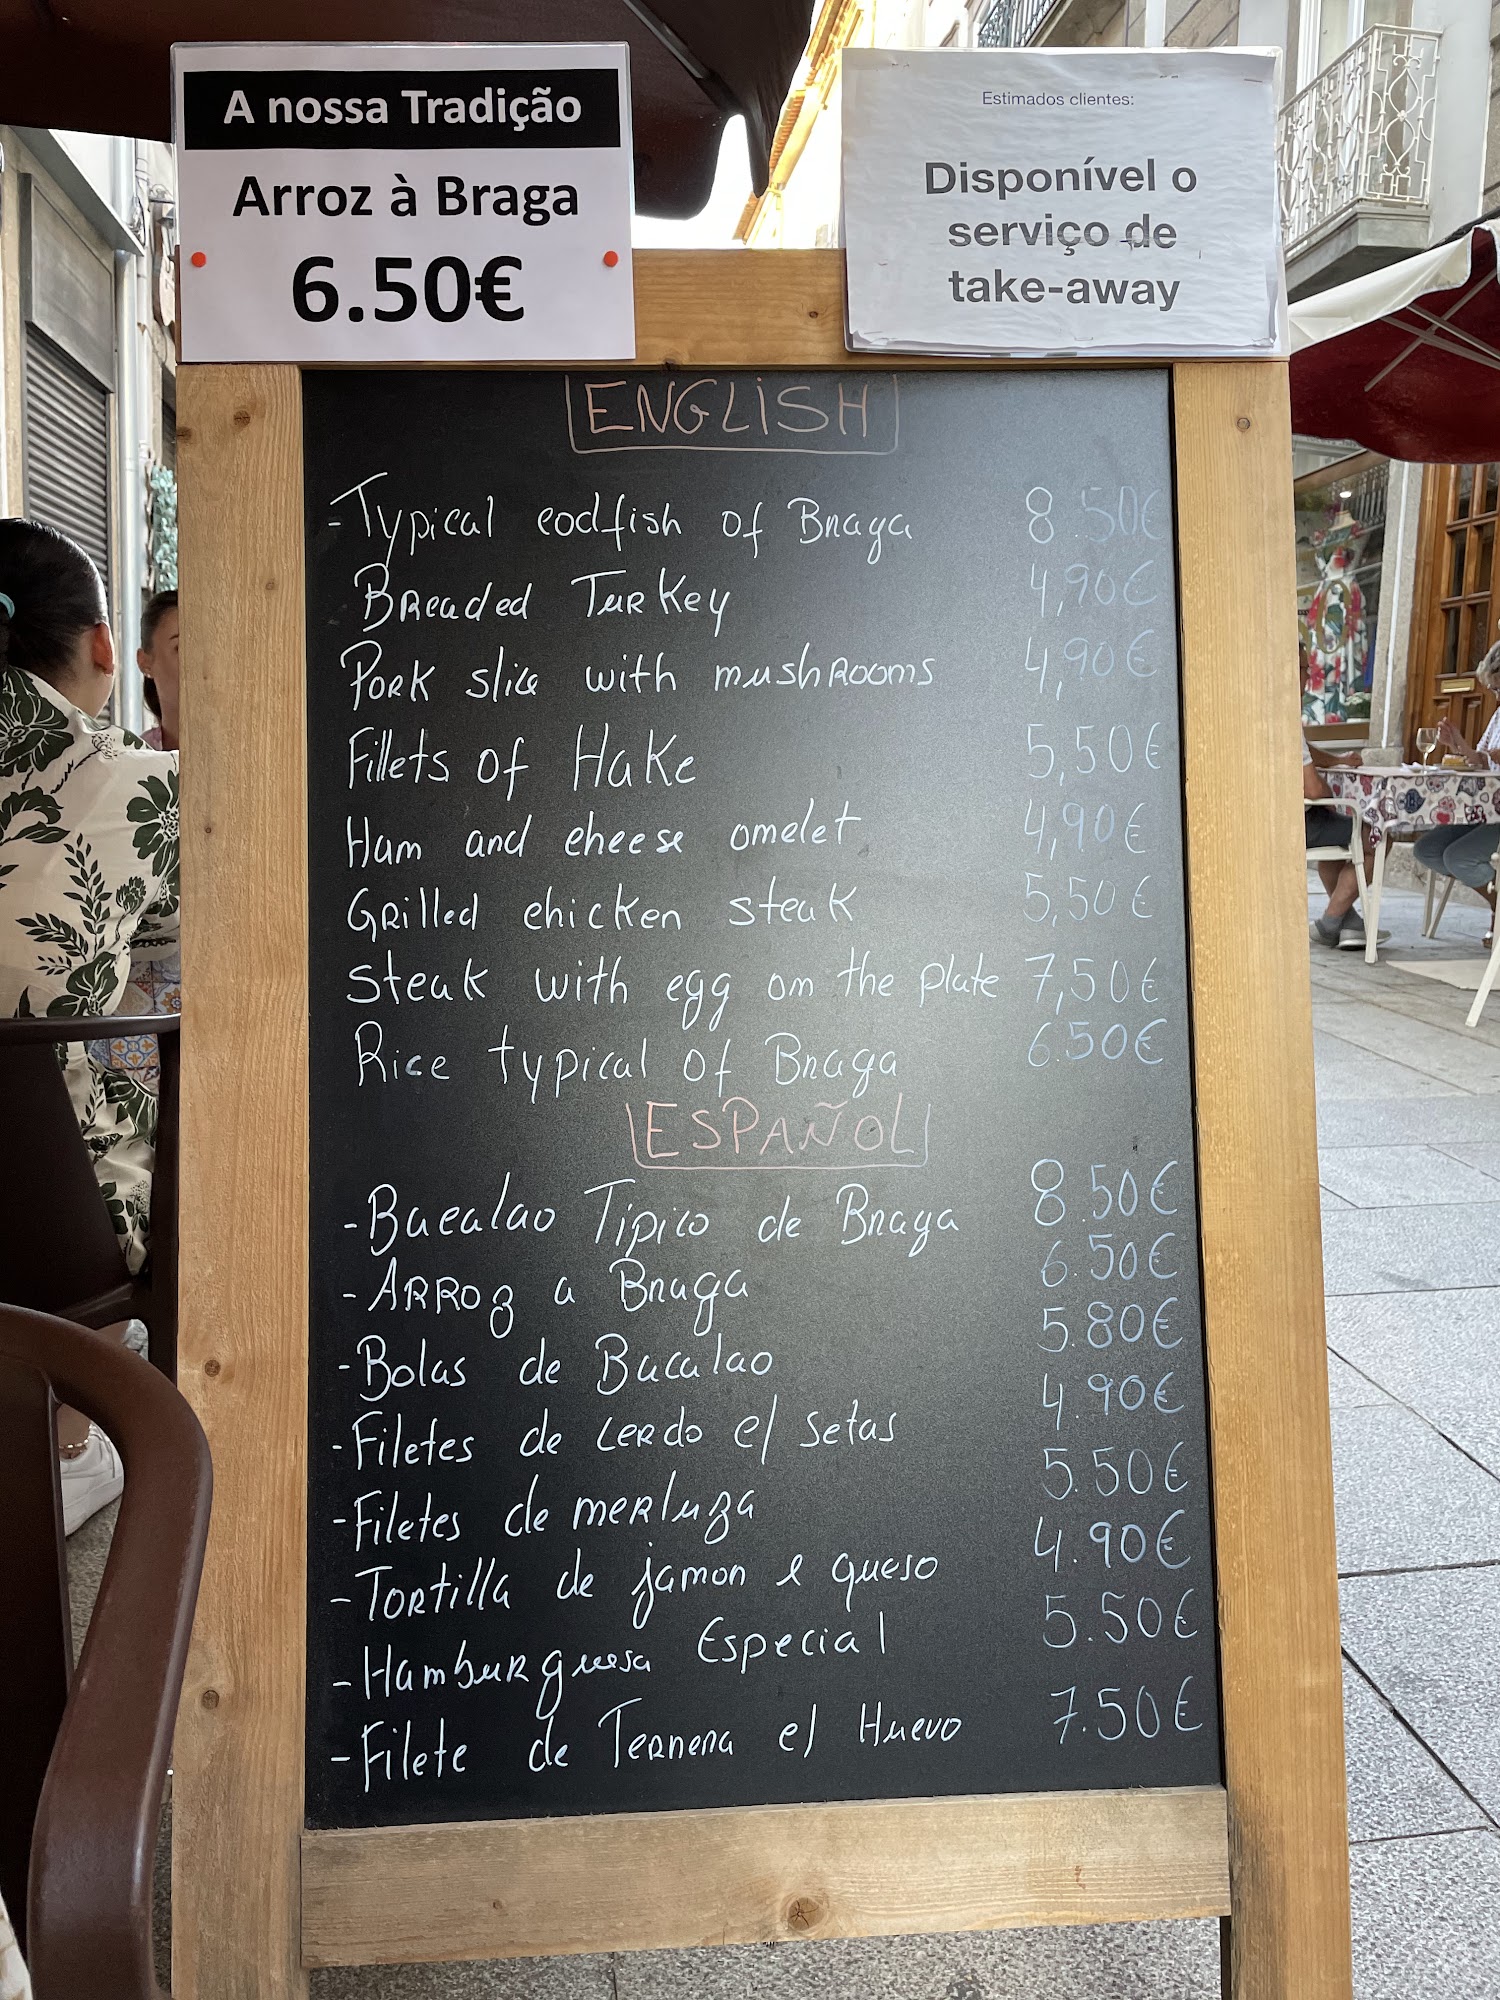 A nossa Tradição
Arroz à Braga
6.50€
Estimados clientes:
Disponível o
serviço de
take-away
ENGLISH
-Typical codfish of Braga 8.50€
Breaded Turkey 4,90€
Pork slice with mushrooms 4,90€
Fillets of Hake 5,50€
Ham and cheese omelet 4,90€
Grilled chicken steak 5,50€
Steak with egg on the plate 7,50€
Rice typical of Braga 6.50€
ESPAÑOL
-Bacalao Típico de Braga 8.50€
-Arroz a Braga 6.50€
-Bolas de Bacalao 5.80€
-Filetes de cerdo c/ setas 4.90€
-Filetes de merluza 5.50€
-Tortilla de jamon e queso 4.90€
-Hamburguesa Especial 5.50€
-Filete de Ternera c/ Huevo 7.50€